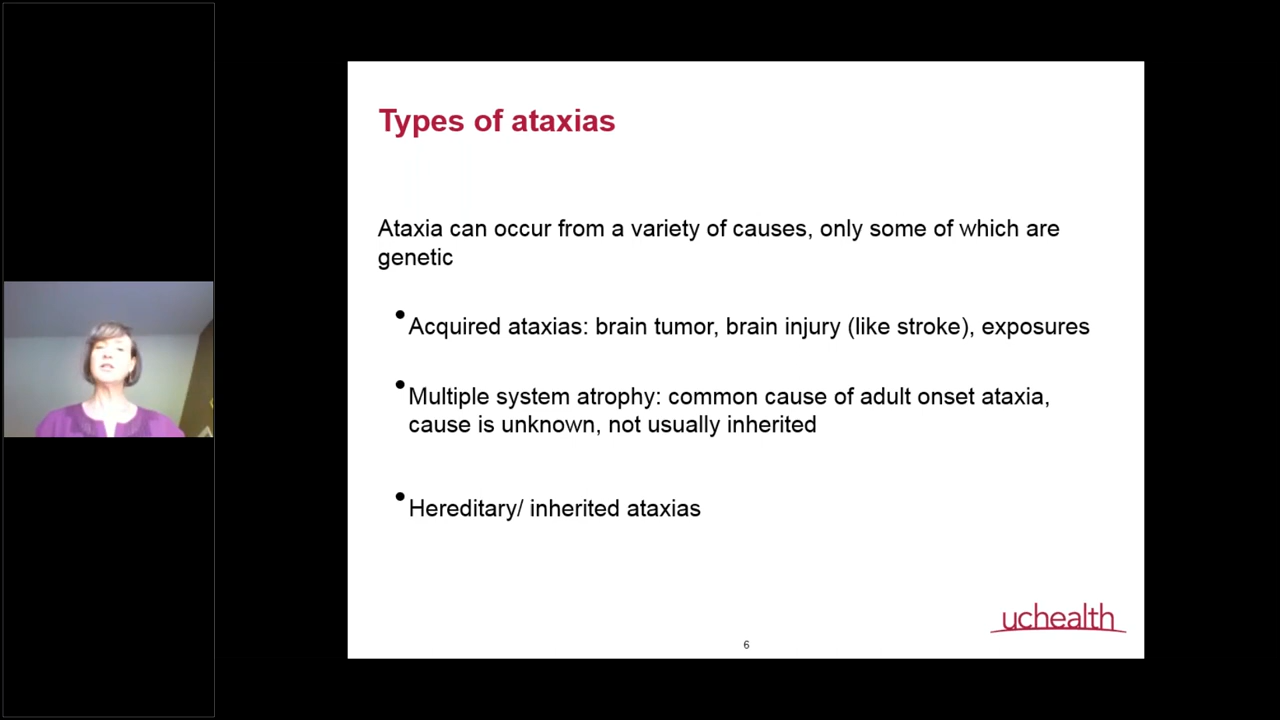 Types of ataxias
Ataxia can occur from a variety of causes, only some of which are
genetic
• Acquired ataxias: brain tumor, brain injury (like stroke), exposures
• Multiple system atrophy: common cause of adult onset ataxia,
cause is unknown, not usually inherited
• Hereditary/ inherited ataxias
uchealth
6